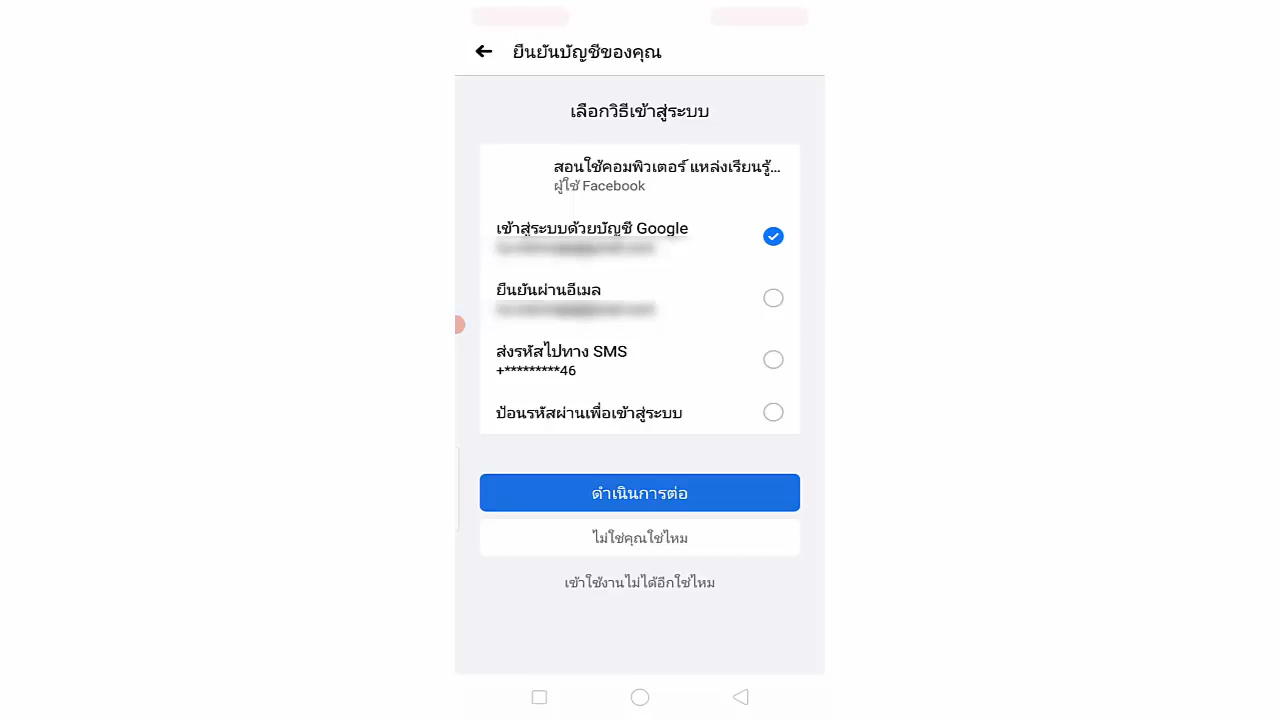 ยืนยันบัญชีของคุณ
เลือกวิธีเข้าสู่ระบบ
สอนใช้คอมพิวเตอร์ แหล่งเรียนรู้...
ผู้ใช้ Facebook
เข้าสู่ระบบด้วยบัญชี Google
ยืนยันผ่านอีเมล
ส่งรหัสไปทาง SMS
+*********46
ป้อนรหัสผ่านเพื่อเข้าสู่ระบบ
ดำเนินการต่อ
ไม่ใช่คุณใช่ไหม
เข้าใช้งานไม่ได้อีกใช่ไหม